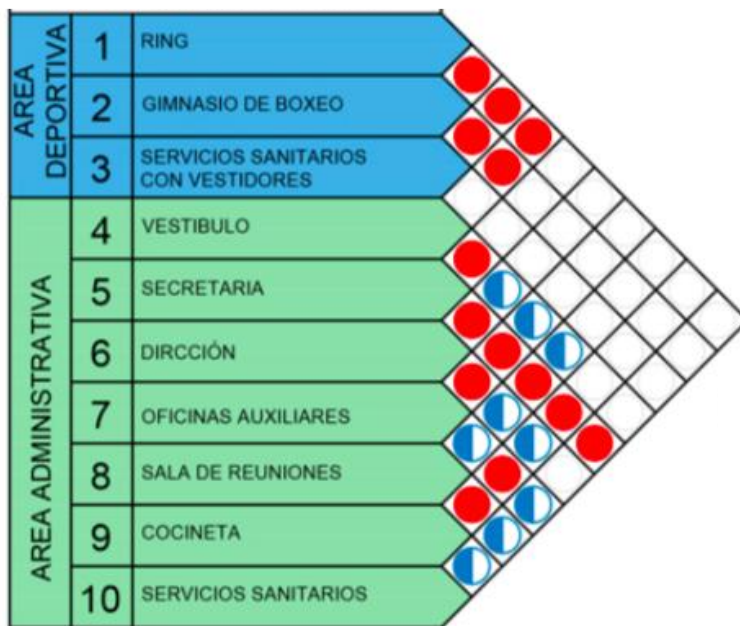 AREA DEPORTIVA
1 RING
2 GIMNASIO DE BOXEO
3 SERVICIOS SANITARIOS
CON VESTIDORES
AREA ADMINISTRATIVA
4 VESTIBULO
5 SECRETARIA
6 DIRCCIÓN
7 OFICINAS AUXILIARES
8 SALA DE REUNIONES
9 COCINETA
10 SERVICIOS SANITARIOS